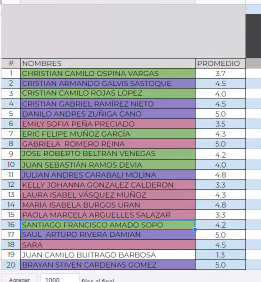 # NOMBRES PROMEDIO
1 CHRISTIAN CAMILO OSPINA VARGAS 3.7
2 CRISTIAN ARMANDO GALVIS SASTOQUE 4.5
3 CRISTIAN CAMILO ROJAS LOPEZ 4.0
4 CRISTIAN GABRIEL RAMÍREZ NIETO 4.5
5 DANILO ANDRES ZUÑIGA CANO 5.0
6 EMILY SOFIA PEÑA PRECIADO 3.5
7 ERIC FELIPE MUÑOZ GARCÍA 4.3
8 GABRIELA ROMERO REINA 5.0
9 JOSE ROBERTO BELTRAN VENEGAS 4.2
10 JUAN SEBASTIÁN RAMOS DEVIA 4.0
11 JULIAN ANDRES CARABALI MOLINA 4.8
12 KELLY JOHANNA GONZALEZ CALDERON 3.3
13 LAURA ISABEL VÁSQUEZ MUÑOZ 4.3
14 MARIA ISABELA BURGOS URAN 4.8
15 PAOLA MARCELA ARGUELLES SALAZAR 3.3
16 SANTIAGO FRANCISCO AMADO SOPO 4.2
17 SAUL ARTURO RIVERA DAMIAN 5.0
18 SARA 4.5
19 JUAN CAMILO BUITRAGO BARBOSA 1.3
20 BRAYAN STIVEN CARDENAS GOMEZ 5.0
Agregar 1000 filas al final